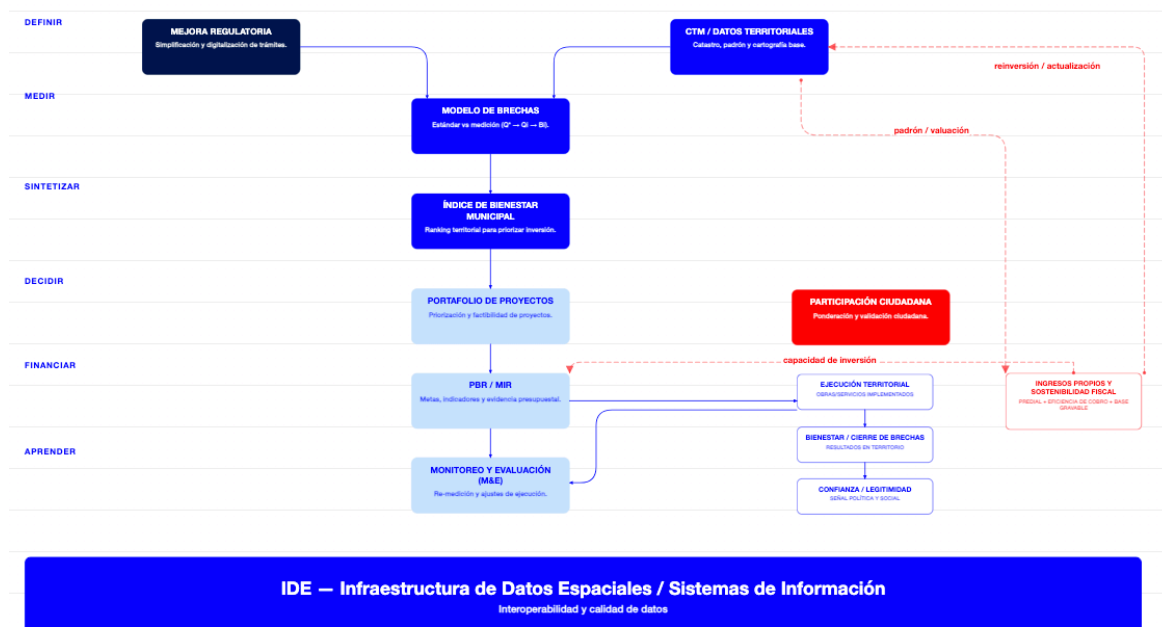 DEFINIR
MEJORA REGULATORIA
Simplificación y digitalización de trámites.
CTM / DATOS TERRITORIALES
Catastro, padrón y cartografía base.
reinversión / actualización
MEDIR
MODELO DE BRECHAS
Estándar vs medición (Q* → Qi → Bi).
padrón / valuación
SINTETIZAR
ÍNDICE DE BIENESTAR
MUNICIPAL
Ranking territorial para priorizar inversión.
DECIDIR
PORTAFOLIO DE PROYECTOS
Priorización y factibilidad de proyectos.
PARTICIPACIÓN CIUDADANA
Ponderación y validación ciudadana.
capacidad de inversión
FINANCIAR
PBR / MIR
Metas, indicadores y evidencia presupuestal.
EJECUCIÓN TERRITORIAL
OBRAS/SERVICIOS IMPLEMENTADOS
INGRESOS PROPIOS Y
SOSTENIBILIDAD FISCAL
PREDIAL + EFICIENCIA DE COBRO + BASE
GRAVABLE
BIENESTAR / CIERRE DE BRECHAS
RESULTADOS EN TERRITORIO
APRENDER
MONITOREO Y EVALUACIÓN
(M&E)
Re-medición y ajustes de ejecución.
CONFIANZA / LEGITIMIDAD
SEÑAL POLÍTICA Y SOCIAL
IDE — Infraestructura de Datos Espaciales / Sistemas de Información
Interoperabilidad y calidad de datos